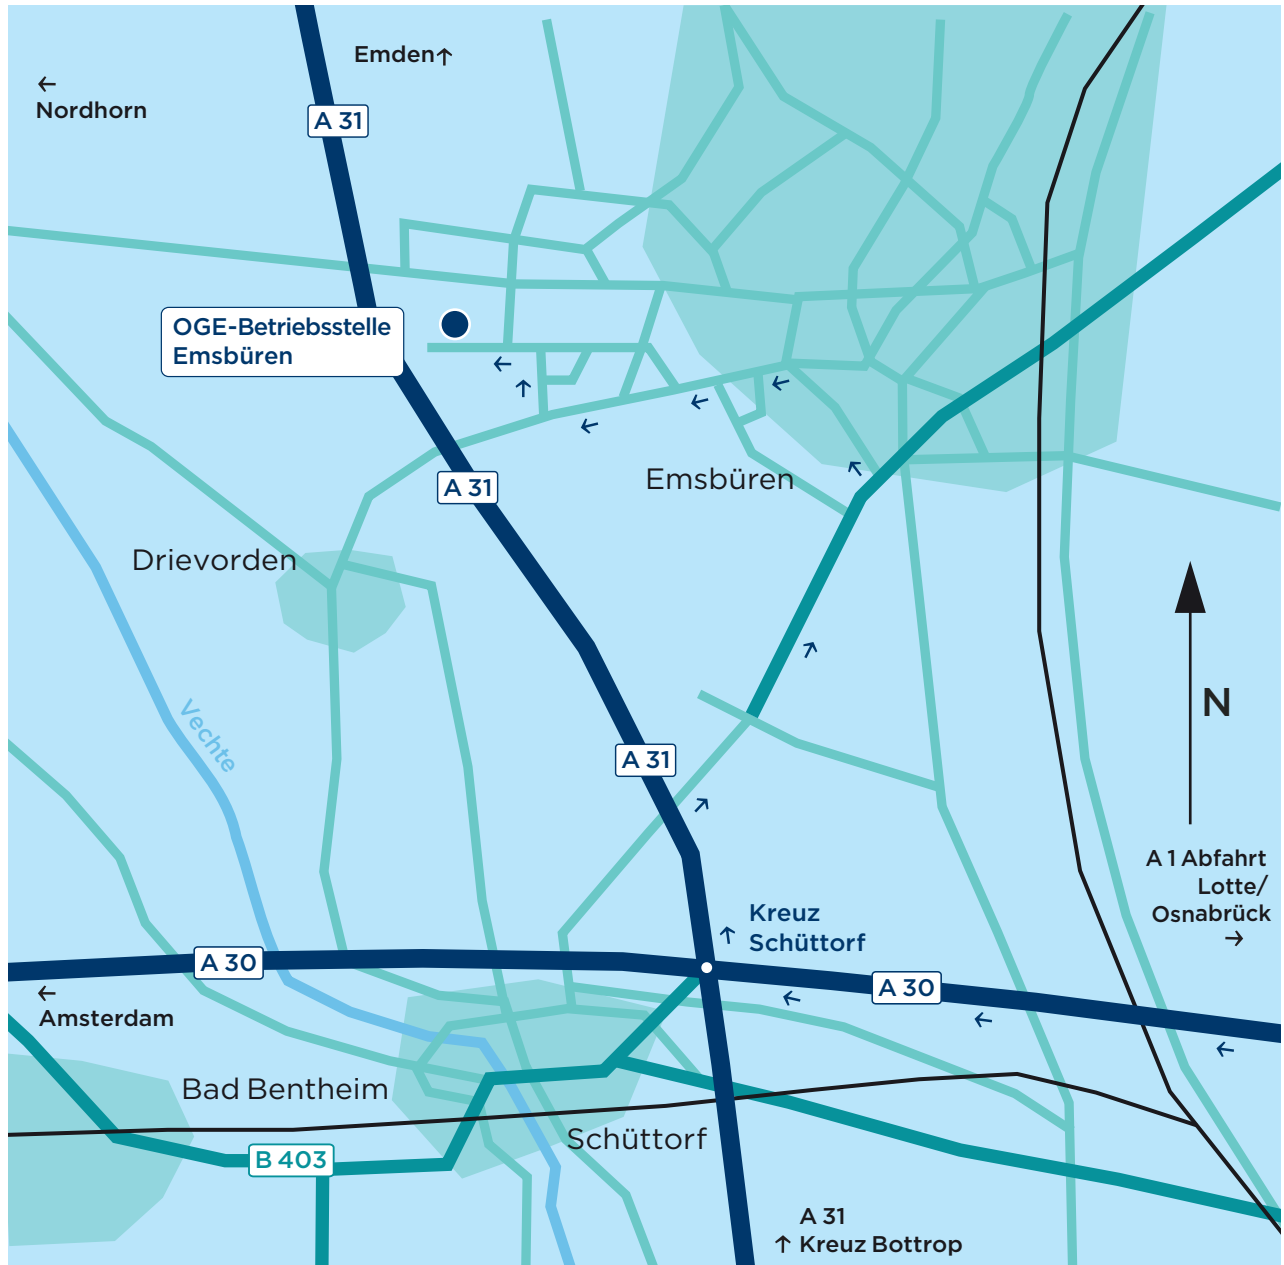 Emden↑
←
Nordhorn
A 31
OGE-Betriebsstelle
Emsbüren
Emsbüren
A 31
Drievorden
N
Vechte
A 31
A 1 Abfahrt
Lotte/
Osnabrück
→
Kreuz
Schüttorf
A 30
A 30
←
Amsterdam
Bad Bentheim
Schüttorf
B 403
A 31
↑ Kreuz Bottrop